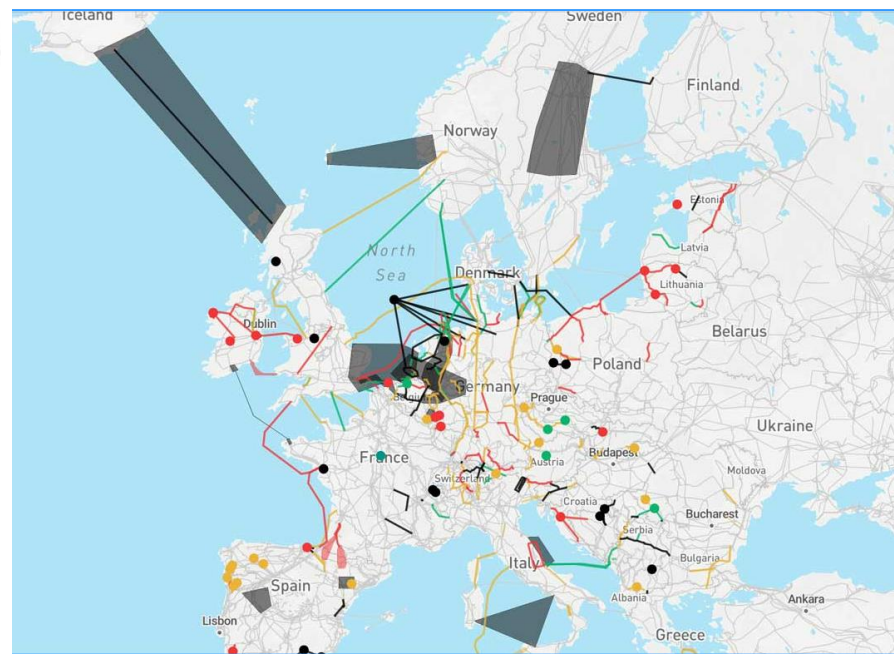 Iceland
Sweden
Finland
Norway
Estonia
North
Sea
Latvia
Denmark
Lithuania
Dublin
Belarus
Poland
Germany
Prague
Ukraine
France
Austria
Budapest
Moldova
Switzerland
Croatia
Bucharest
Serbia
Italy
Bulgaria
Spain
Albania
Ankara
Lisbon
Greece